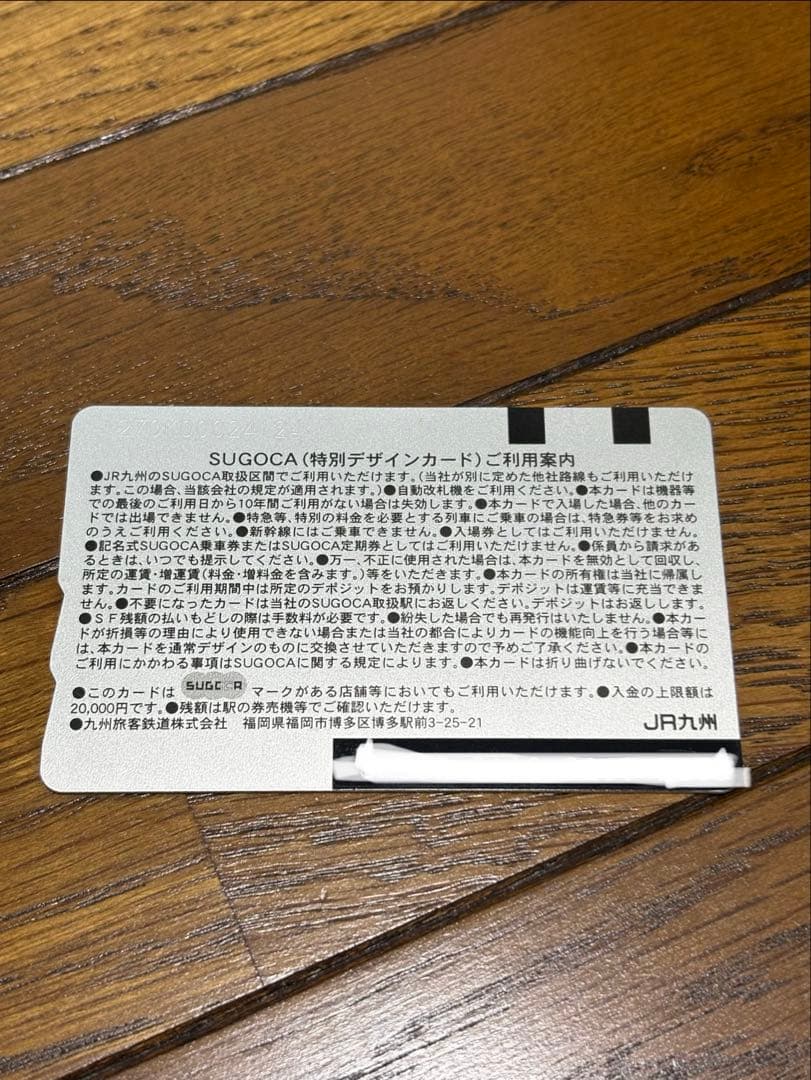 SUGOCA(特別デザインカード)ご利用案内
●JR九州のSUGOCA取扱区間でご利用いただけます。(当社が別に定めた他社路線もご利用いただけ
ます。この場合、当該会社の規定が適用されます。)●自動改札機をご利用ください。●本カードは機器等
での最後のご利用日から10年間ご利用がない場合は失効します。●本カードで入場した場合、他のカー
ドでは出場できません。●特急等、特別の料金を必要とする列車にご乗車の場合は、特急券等をお求め
のうえご利用ください。●新幹線にはご乗車できません。●入場券としてはご利用いただけません。
●記名式SUGOCA乗車券またはSUGOCA定期券としてはご利用いただけません。●係員から請求があ
るときは、いつでも提示してください。●万一、不正に使用された場合は、本カードを無効として回収し、
所定の運賃・増運賃(料金・増料金を含みます。)等をいただきます。●本カードの所有権は当社に帰属し
ます。カードのご利用期間中は所定のデポジットをお預かりします。デポジットは運賃等に充当できま
せん。●不要になったカードは当社のSUGOCA取扱駅にお返しください。デポジットはお返しします。
●SF残額の払いもどしの際は手数料が必要です。●紛失した場合でも再発行はいたしません。●本カー
ドが折損等の理由により使用できない場合または当社の都合によりカードの機能向上を行う場合等に
は、本カードを通常デザインのものに交換させていただきますので予めご了承ください。●本カードの
ご利用にかかわる事項はSUGOCAに関する規定によります。●本カードは折り曲げないでください。
●このカードは SUGOCA マークがある店舗等においてもご利用いただけます。●入金の上限額は
20,000円です。●残額は駅の券売機等でご確認いただけます。
●九州旅客鉄道株式会社 福岡県福岡市博多区博多駅前3-25-21
JR九州